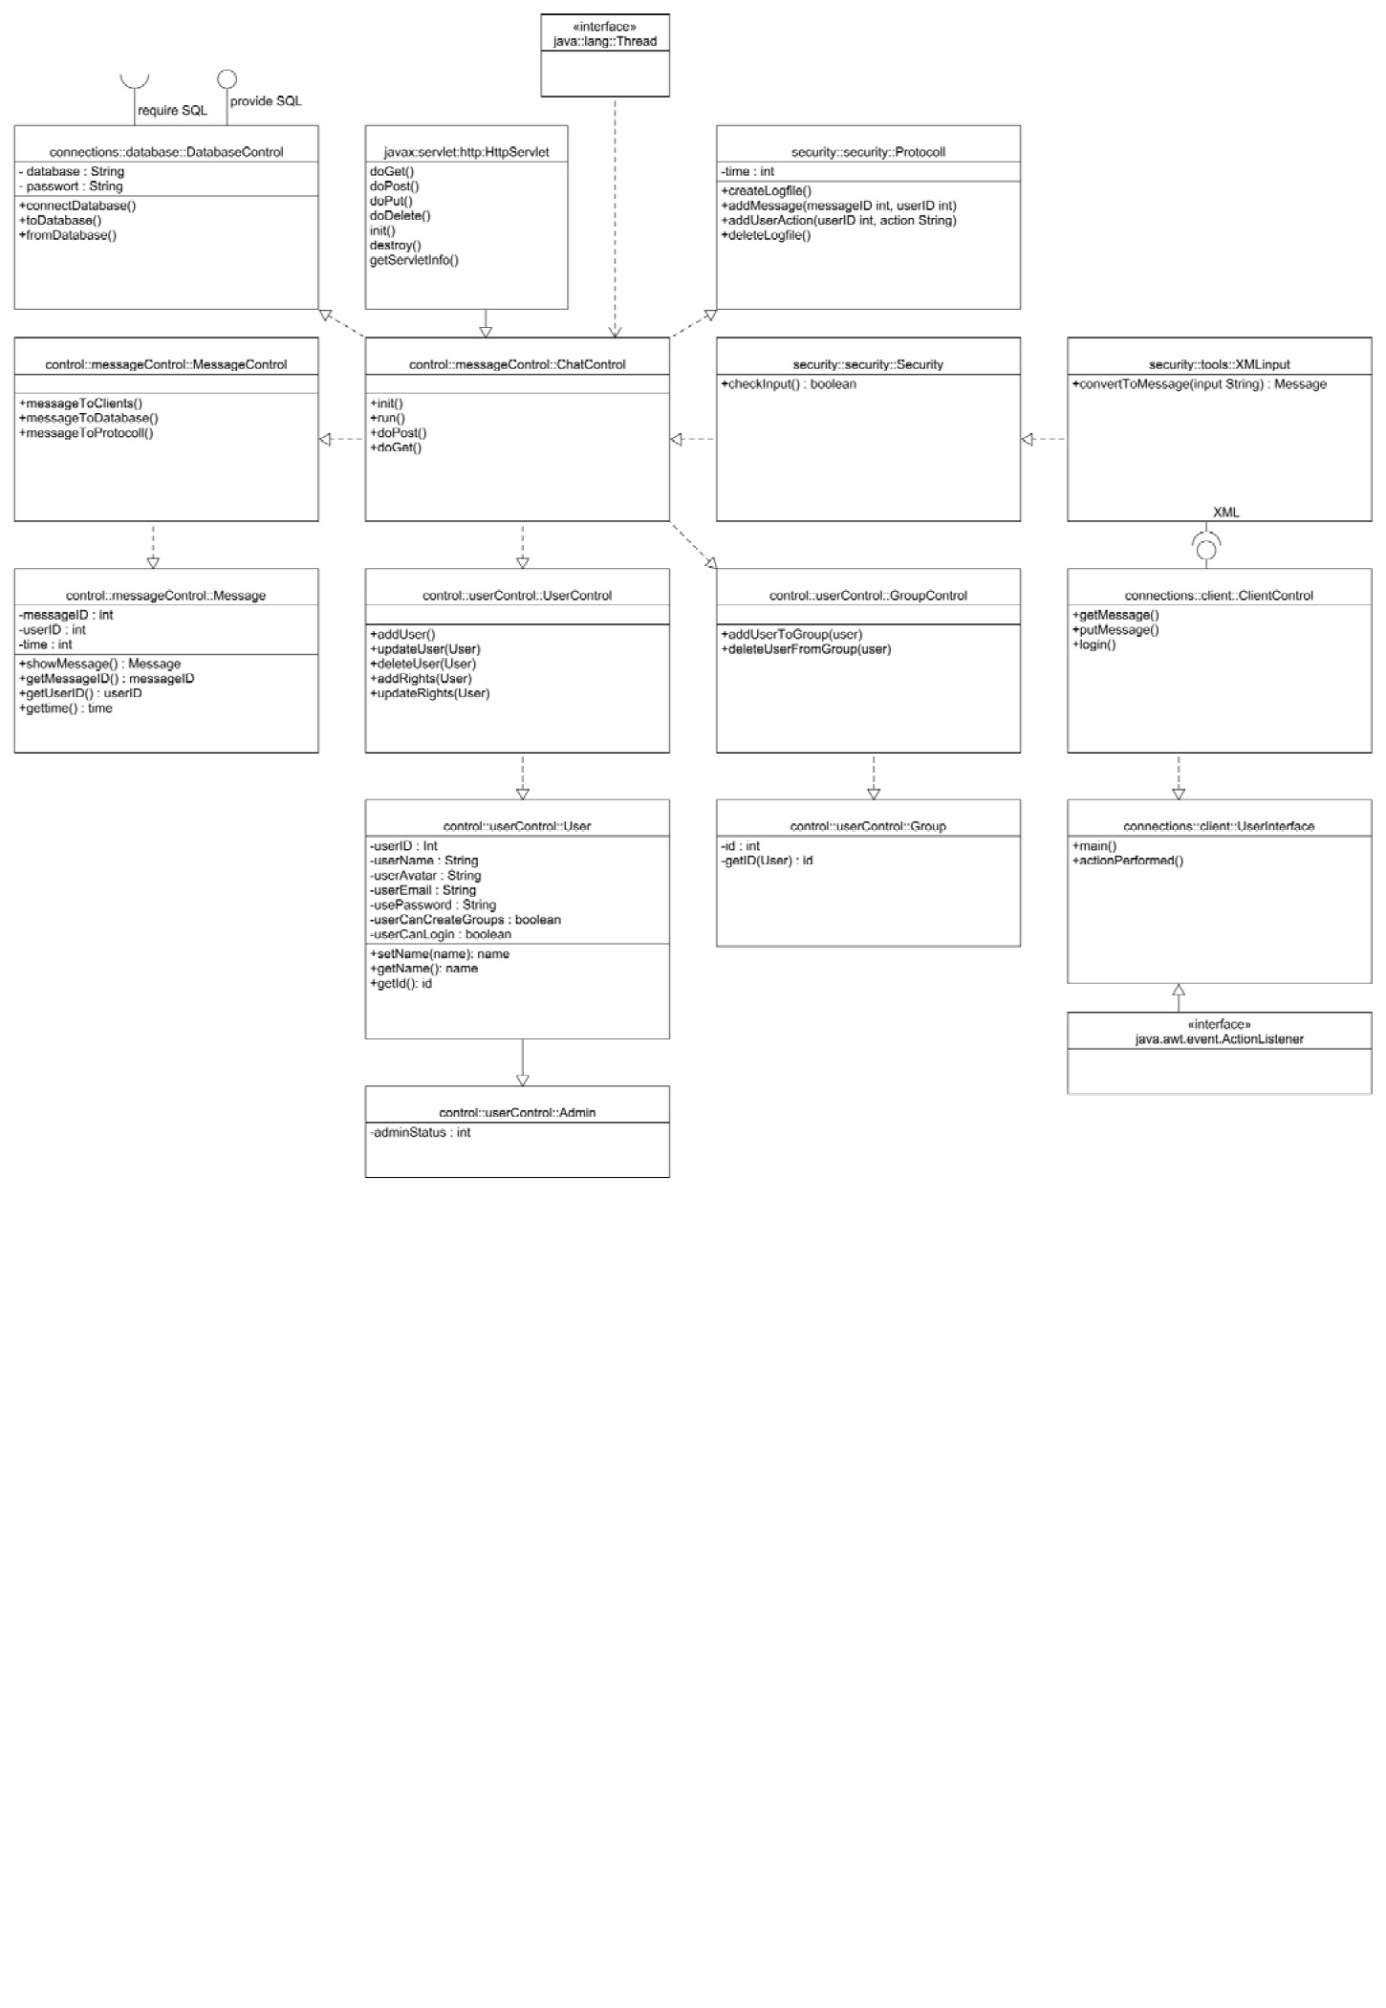 «interface»
java::lang::Thread
require SQL
provide SQL
connections::database::DatabaseControl
- database : String
- passwort : String
+connectDatabase()
+toDatabase()
+fromDatabase()
javax:servlet:http:HttpServlet
doGet()
doPost()
doPut()
doDelete()
init()
destroy()
getServletInfo()
security::security::Protocoll
-time : int
+createLogfile()
+addMessage(messageID int, userID int)
+addUserAction(userID int, action String)
+deleteLogfile()
control::messageControl::MessageControl
+messageToClients()
+messageToDatabase()
+messageToProtocoll()
control::messageControl::ChatControl
+init()
+run()
+doPost()
+doGet()
security::security::Security
+checkInput() : boolean
security::tools::XMLinput
+convertToMessage(input String) : Message
XML
control::messageControl::Message
-messageID : int
-userID : int
-time : int
+showMessage() : Message
+getMessageID() : messageID
+getUserID() : userID
+gettime() : time
control::userControl::UserControl
+addUser()
+updateUser(User)
+deleteUser(User)
+addRights(User)
+updateRights(User)
control::userControl::GroupControl
+addUserToGroup(user)
+deleteUserFromGroup(user)
connections::client::ClientControl
+getMessage()
+putMessage()
+login()
control::userControl::User
-userID : Int
-userName : String
-userAvatar : String
-userEmail : String
-usePassword : String
-userCanCreateGroups : boolean
-userCanLogin : boolean
+setName(name): name
+getName(): name
+getId(): id
control::userControl::Group
-id : int
-getID(User) : id
connections::client::UserInterface
+main()
+actionPerformed()
«interface»
java.awt.event.ActionListener
control::userControl::Admin
-adminStatus : int